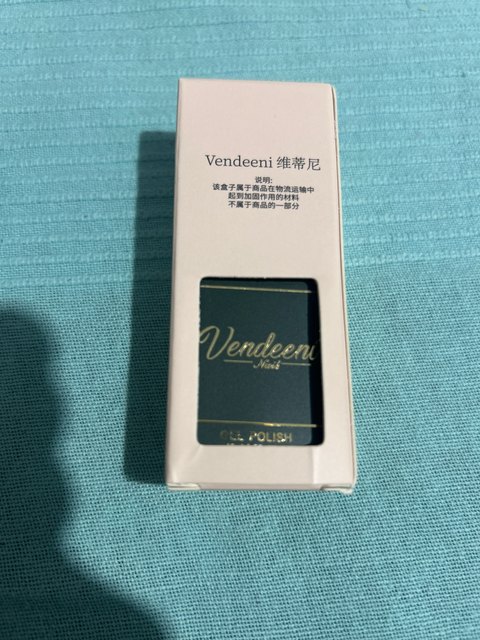 Vendeeni 维蒂尼
说明:
该盒子属于商品在物流运输中
起到加固作用的材料
不属于商品的一部分
Vendeeni
Nails
GEL POLISH